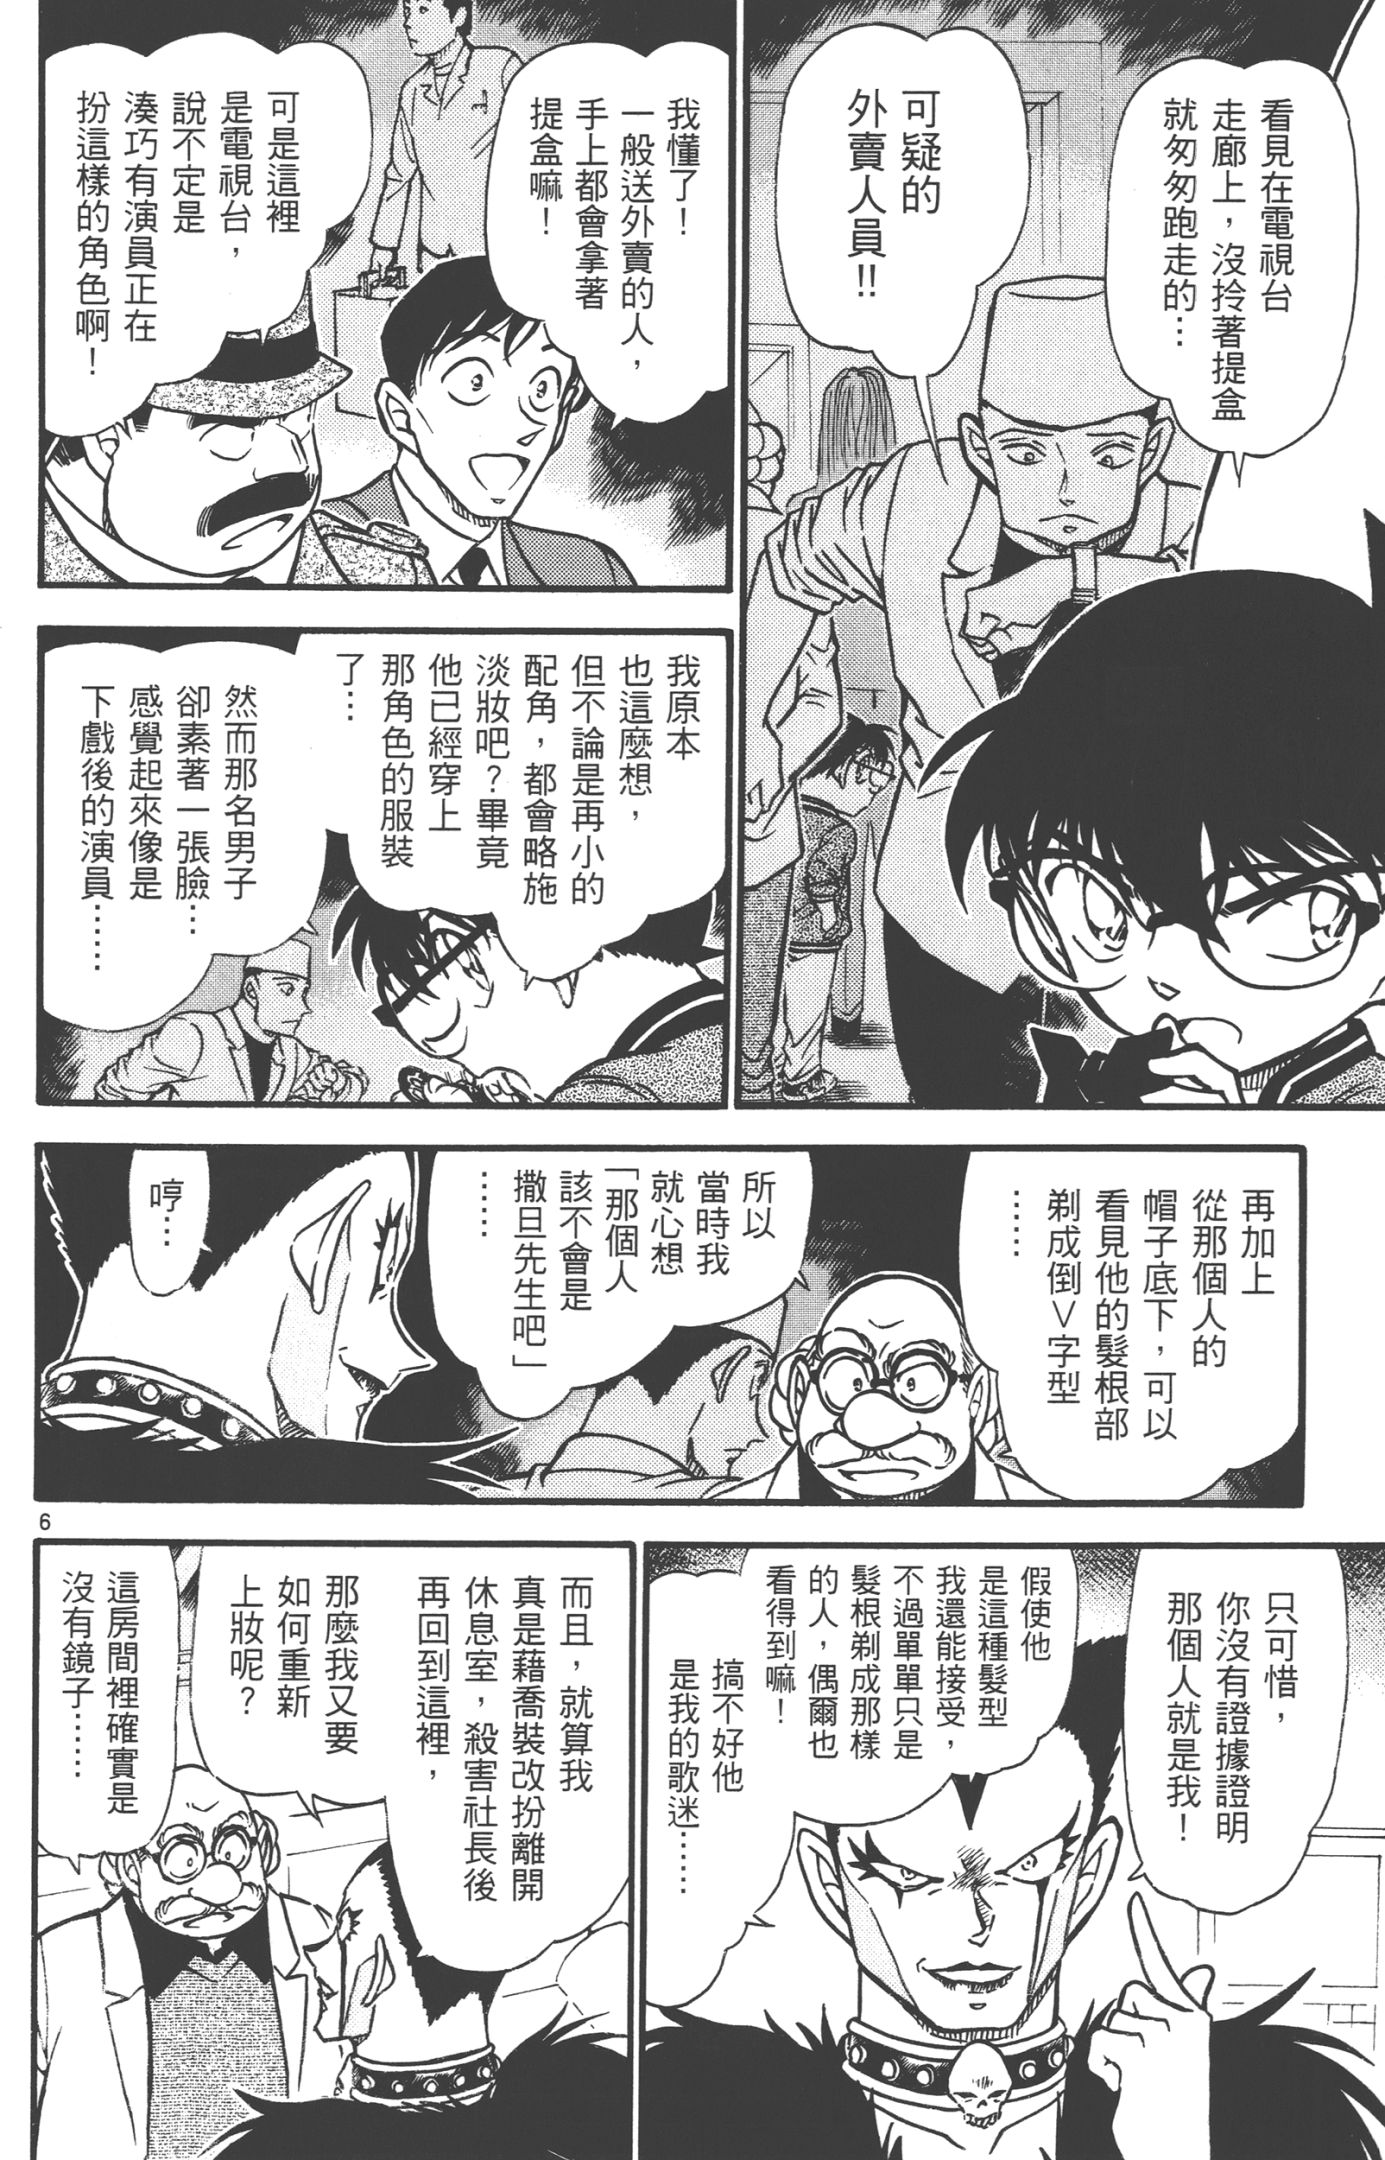 看見在電視台
走廊上，沒拎著提盒
就匆匆跑走的…
可疑的
外賣人員!!
我懂了！
一般送外賣的人，
手上都會拿著
提盒嘛！
可是這裡
是電視台，
說不定是
湊巧有演員正在
扮這樣的角色啊！
我原本
也這麼想，
但不論是再小的
配角，都會略施
淡妝吧？畢竟
他已經穿上
那角色的服裝
了…
然而那名男子
卻素著一張臉…
感覺起來像是
下戲後的演員……
再加上
從那個人的
帽子底下，可以
看見他的髮根部
剃成倒V字型
……
所以
當時我
就心想
「那個人
該不會是
撒旦先生吧」
……
哼…
6
只可惜，
你沒有證據證明
那個人就是我！
假使他
是這種髮型
我還能接受，
不過單單只是
髮根剃成那樣
的人，偶爾也
看得到嘛！
搞不好他
是我的歌迷……
而且，就算我
真是藉喬裝改扮離開
休息室，殺害社長後
再回到這裡，
那麼我又要
如何重新
上妝呢？
這房間裡確實是
沒有鏡子……